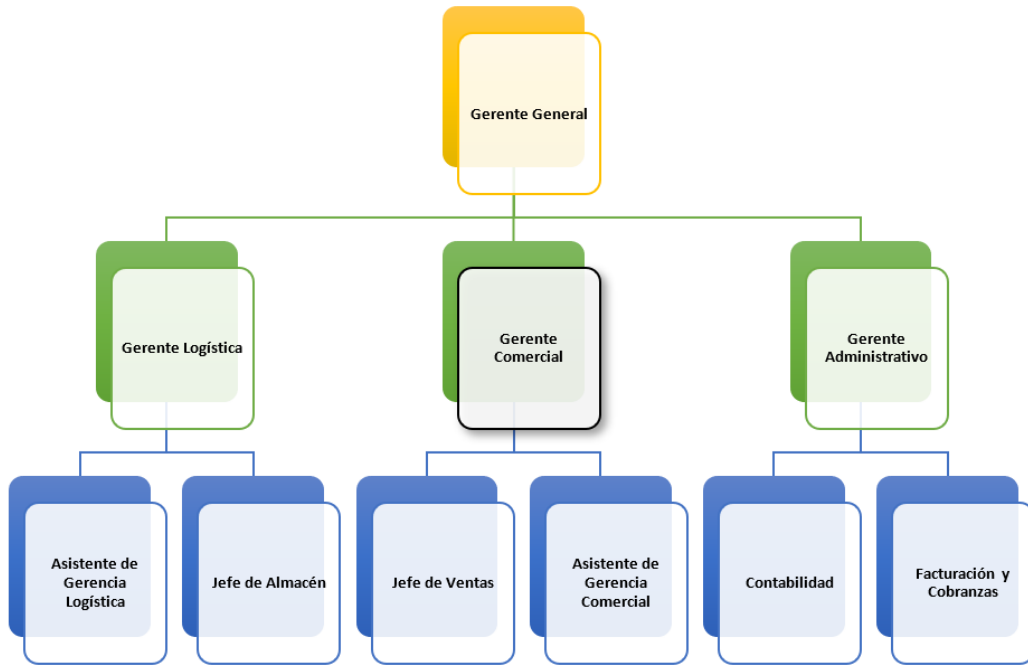 Gerente General
Gerente Logística
Gerente
Comercial
Gerente
Administrativo
Asistente de
Gerencia
Logística
Jefe de Almacén
Jefe de Ventas
Asistente de
Gerencia
Comercial
Contabilidad
Facturación y
Cobranzas